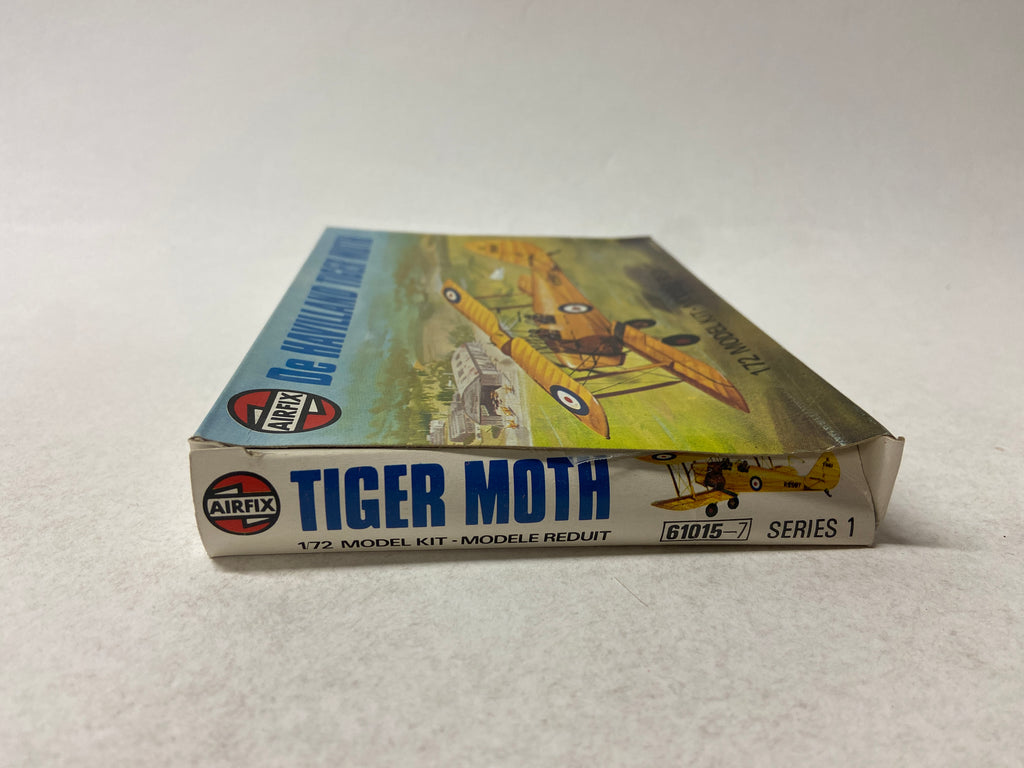 De HAVILLAND TIGER MOTH
AIRFIX
1/72 MODEL KIT
AIRFIX
TIGER MOTH
1/72 MODEL KIT - MODELE REDUIT
61015-7
SERIES 1